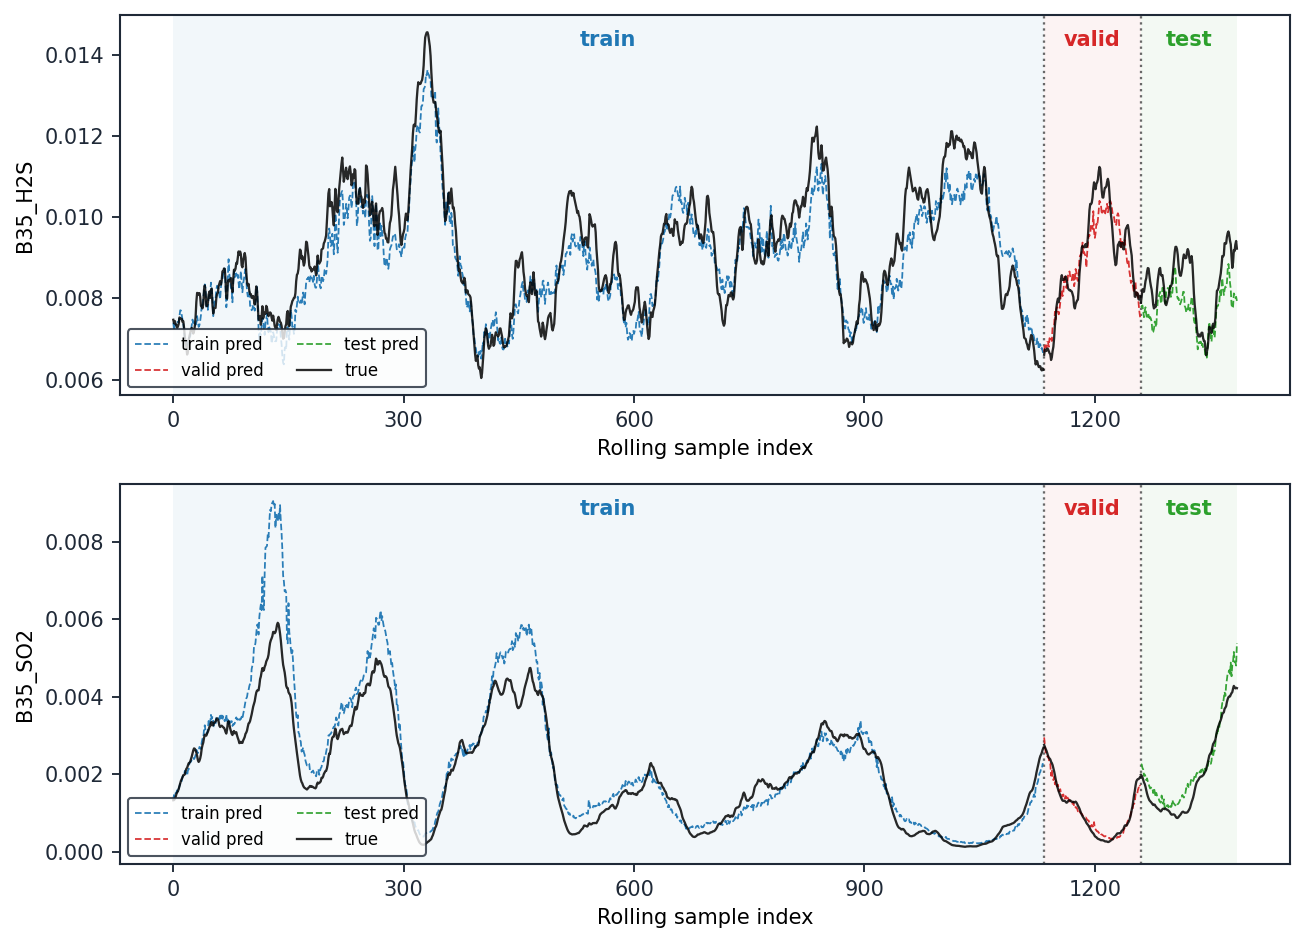 train valid test
0.014
0.012
0.010
0.008
0.006
B35_H2S
train pred test pred
valid pred true
0 300 600 900 1200
Rolling sample index
train valid test
0.008
0.006
0.004
0.002
0.000
B35_SO2
train pred test pred
valid pred true
0 300 600 900 1200
Rolling sample index